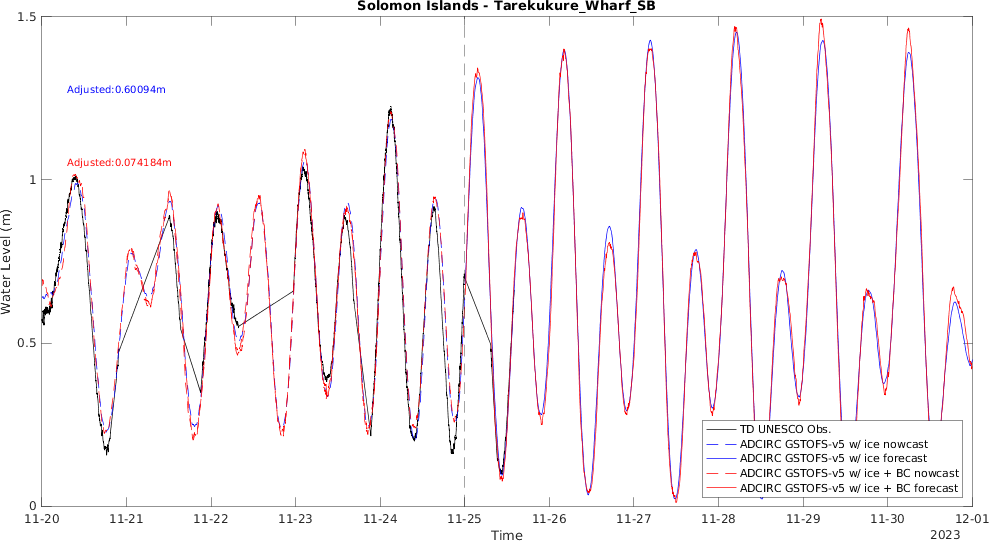 Solomon Islands - Tarekukure_Wharf_SB
1.5
1
0.5
0
Water Level (m)
Adjusted:0.60094m
Adjusted:0.074184m
TD UNESCO Obs.
ADCIRC GSTOFS-v5 w/ ice nowcast
ADCIRC GSTOFS-v5 w/ ice forecast
ADCIRC GSTOFS-v5 w/ ice + BC nowcast
ADCIRC GSTOFS-v5 w/ ice + BC forecast
11-20 11-21 11-22 11-23 11-24 11-25 11-26 11-27 11-28 11-29 11-30 12-01
Time
2023